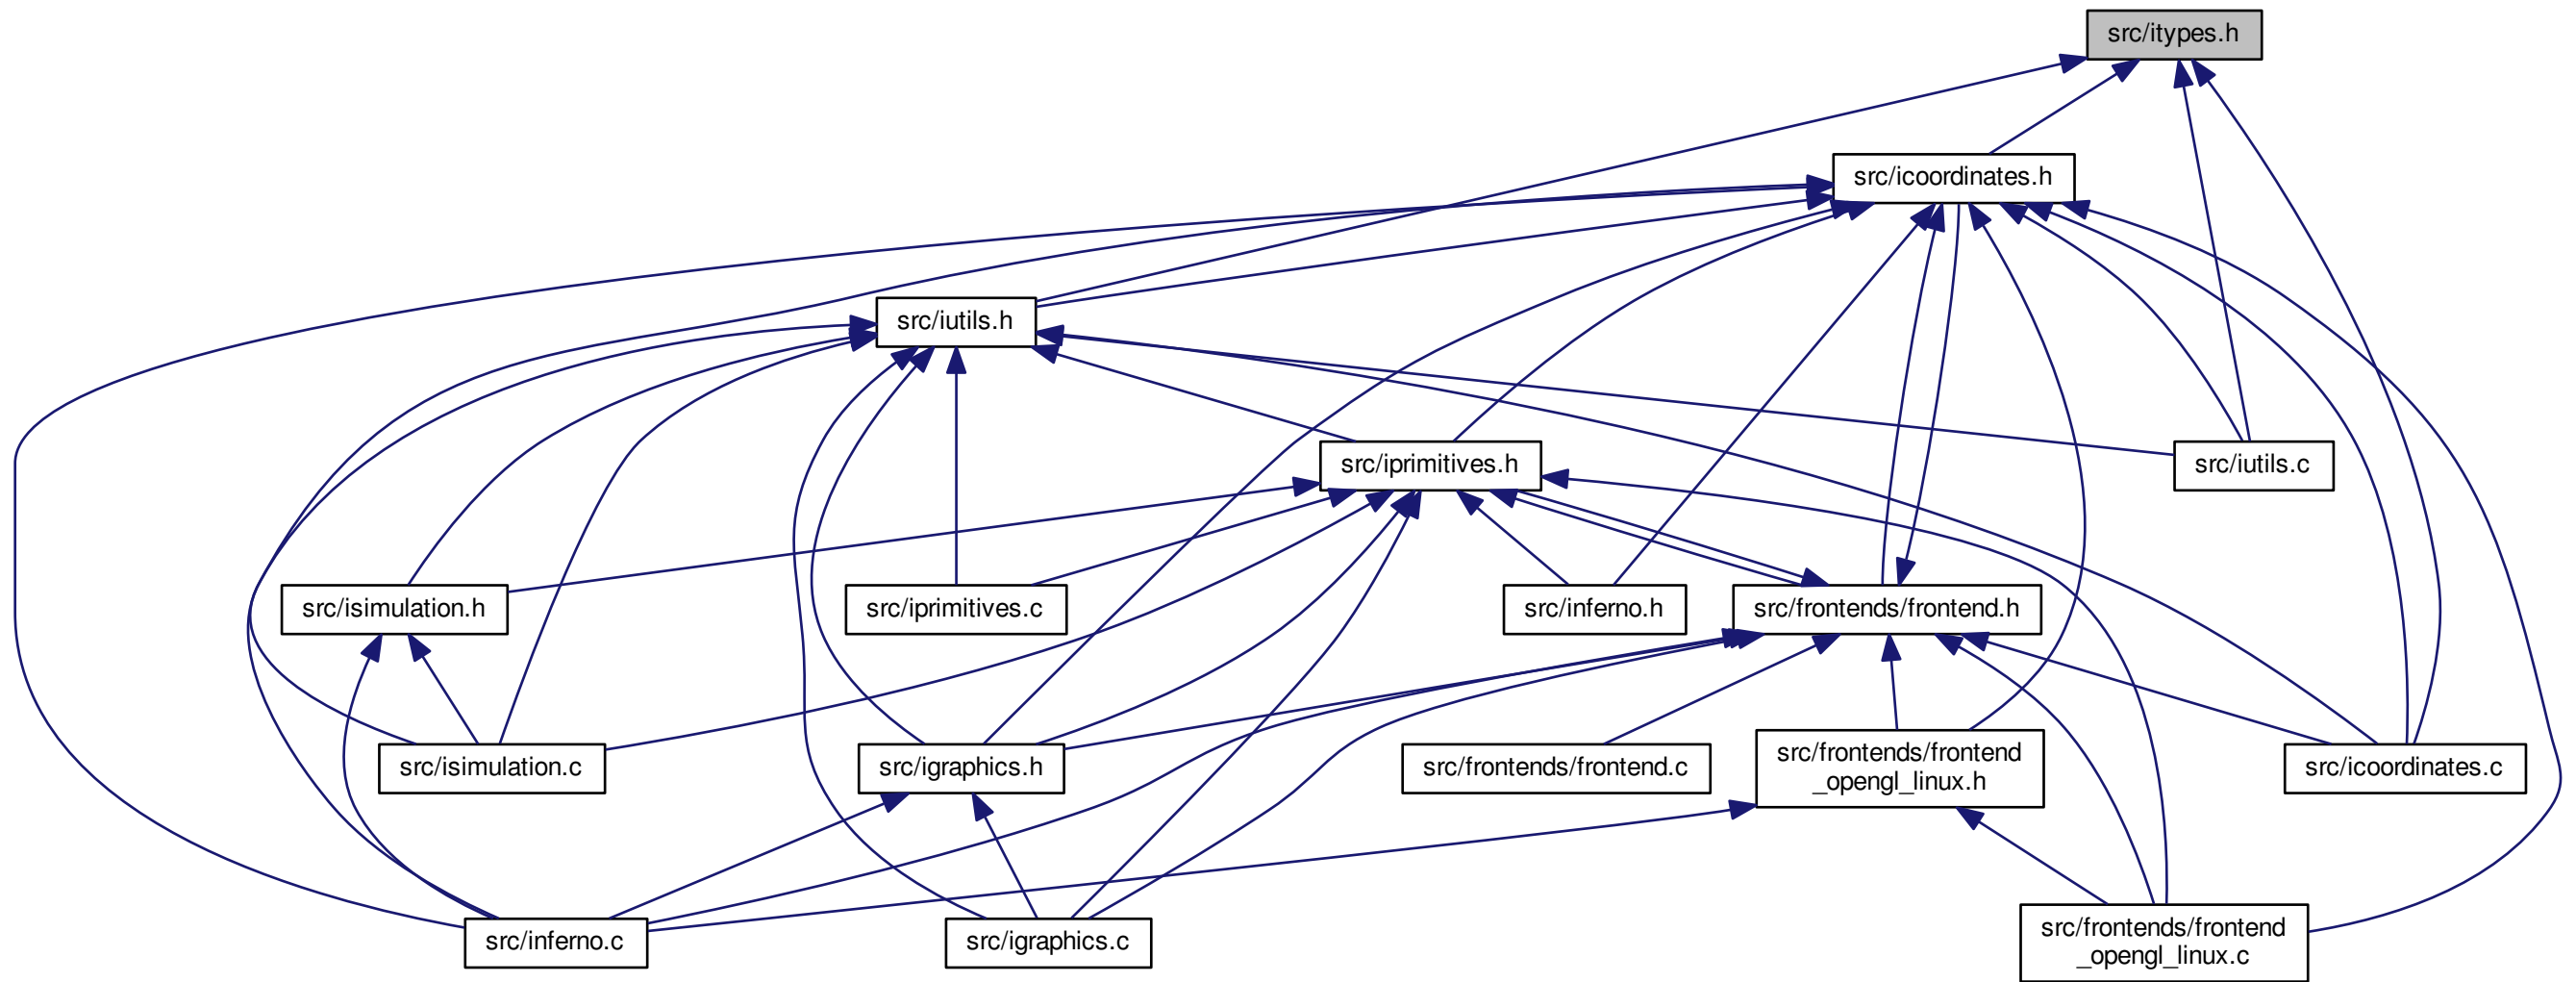 src/itypes.h
src/icoordinates.h
src/iutils.h
src/iprimitives.h
src/iutils.c
src/isimulation.h
src/iprimitives.c
src/inferno.h
src/frontends/frontend.h
src/isimulation.c
src/igraphics.h
src/frontends/frontend.c
src/frontends/frontend
_opengl_linux.h
src/icoordinates.c
src/inferno.c
src/igraphics.c
src/frontends/frontend
_opengl_linux.c